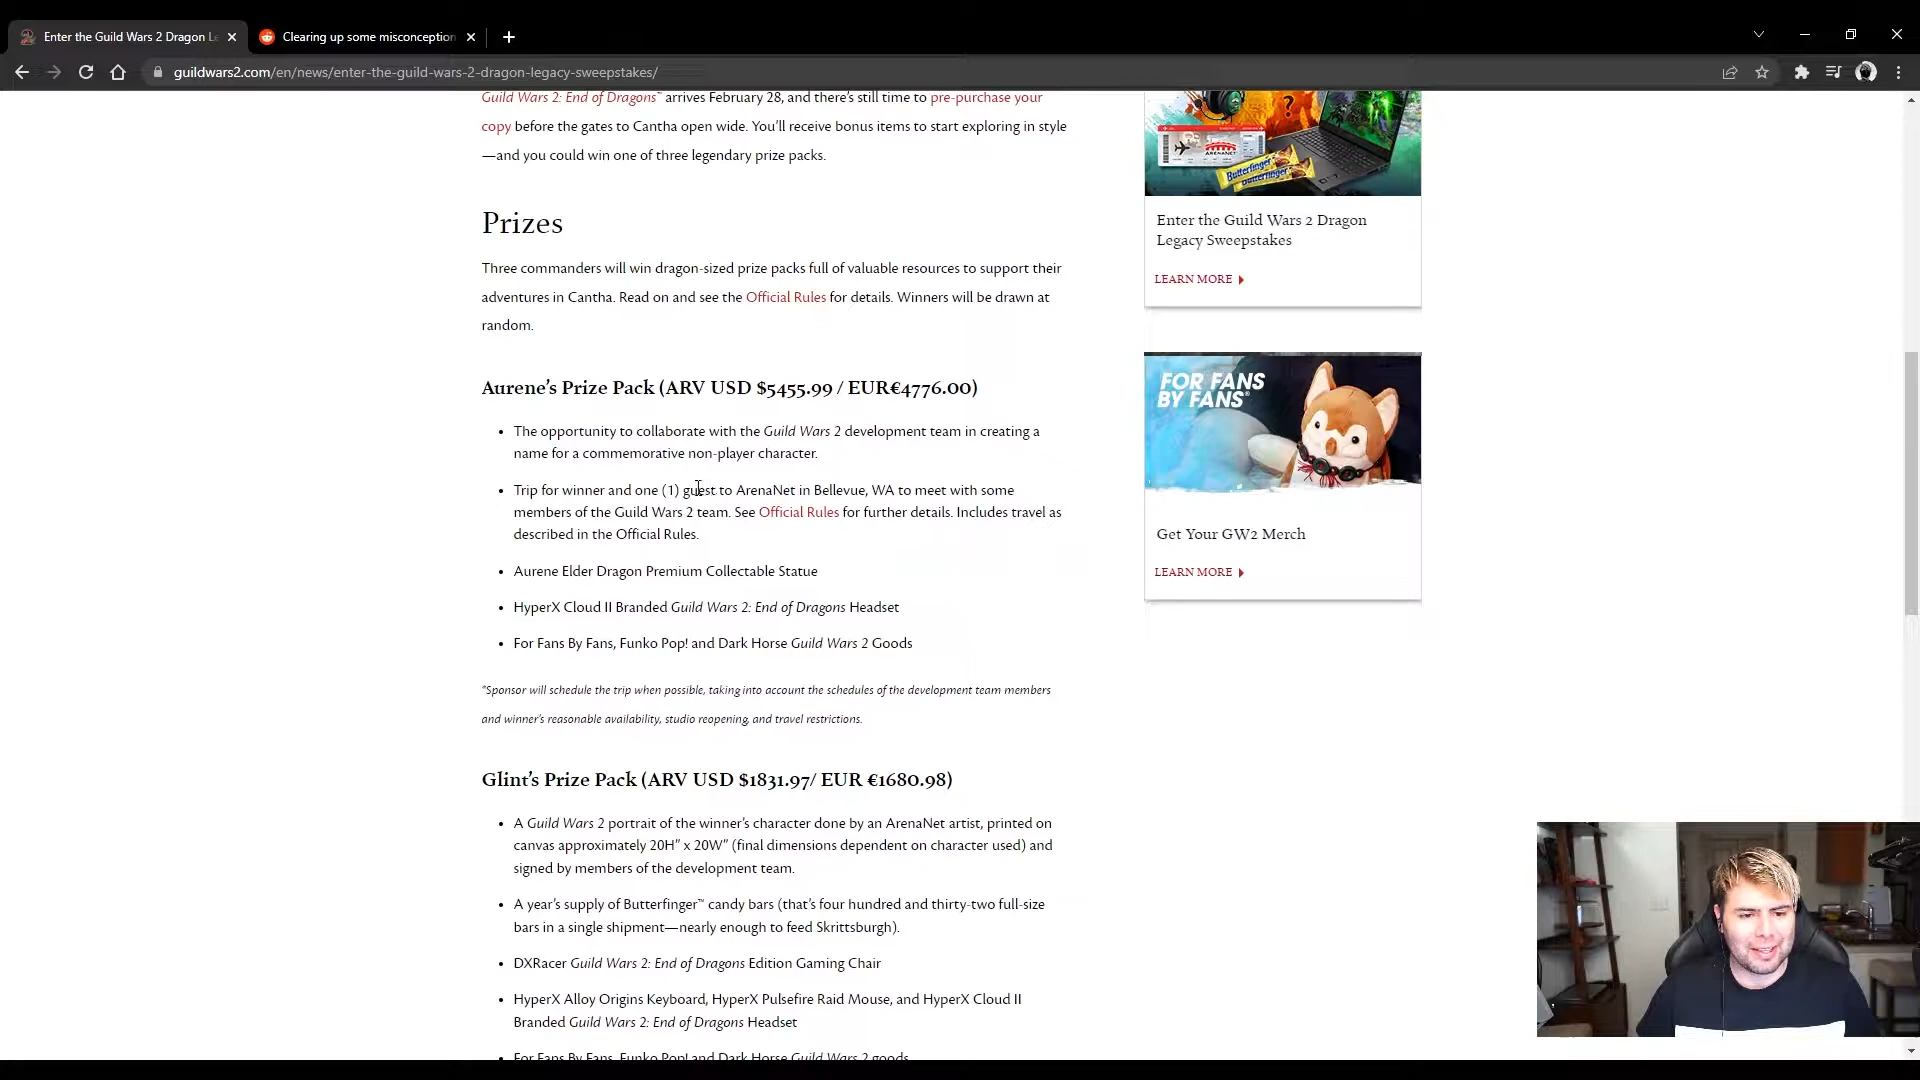 Enter the Guild Wars 2 Dragon Le
Clearing up some misconception
guildwars2.com/en/news/enter-the-guild-wars-2-dragon-legacy-sweepstakes/
Guild Wars 2: End of Dragons™ arrives February 28, and there's still time to pre-purchase your
copy before the gates to Cantha open wide. You'll receive bonus items to start exploring in style
—and you could win one of three legendary prize packs.
Prizes
Three commanders will win dragon-sized prize packs full of valuable resources to support their
adventures in Cantha. Read on and see the Official Rules for details. Winners will be drawn at
random.
Aurene's Prize Pack (ARV USD $5455.99 / EUR€4776.00)
• The opportunity to collaborate with the Guild Wars 2 development team in creating a
name for a commemorative non-player character.
• Trip for winner and one (1) guest to ArenaNet in Bellevue, WA to meet with some
members of the Guild Wars 2 team. See Official Rules for further details. Includes travel as
described in the Official Rules.
• Aurene Elder Dragon Premium Collectable Statue
• HyperX Cloud II Branded Guild Wars 2: End of Dragons Headset
• For Fans By Fans, Funko Pop! and Dark Horse Guild Wars 2 Goods
*Sponsor will schedule the trip when possible, taking into account the schedules of the development team members
and winner's reasonable availability, studio reopening, and travel restrictions.
Glint's Prize Pack (ARV USD $1831.97/ EUR €1680.98)
• A Guild Wars 2 portrait of the winner's character done by an ArenaNet artist, printed on
canvas approximately 20H" x 20W" (final dimensions dependent on character used) and
signed by members of the development team.
• A year's supply of Butterfinger™ candy bars (that's four hundred and thirty-two full-size
bars in a single shipment—nearly enough to feed Skrittsburgh).
• DXRacer Guild Wars 2: End of Dragons Edition Gaming Chair
• HyperX Alloy Origins Keyboard, HyperX Pulsefire Raid Mouse, and HyperX Cloud II
Branded Guild Wars 2: End of Dragons Headset
• For Fans By Fans, Funko Pop! and Dark Horse Guild Wars 2 goods
?
ARENANET
Butterfinger
Butterfinger
Enter the Guild Wars 2 Dragon
Legacy Sweepstakes
LEARN MORE
FOR FANS
BY FANS®
Get Your GW2 Merch
LEARN MORE